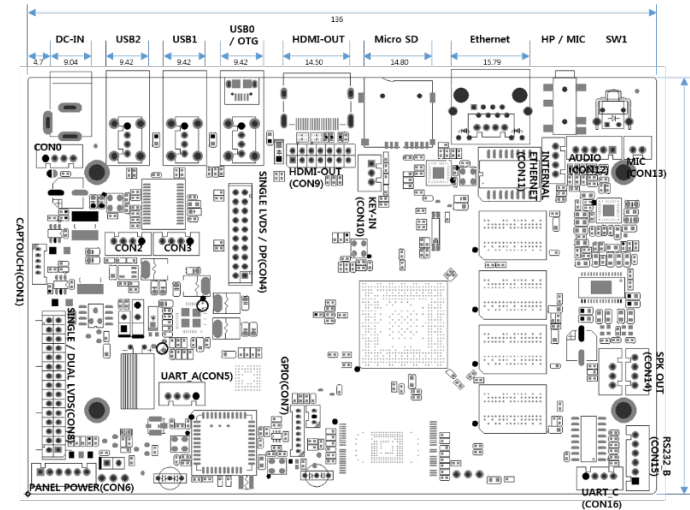 136
DC-IN
USB2
USB1
USB0
/ OTG
HDMI-OUT
Micro SD
Ethernet
HP / MIC
SW1
4.7
9.04
9.42
9.42
9.42
14.50
14.80
15.79
CON0
HDMI-OUT
(CON9)
KEY-IN
(CON10)
INTERNAL
ETHERNET
(CON11)
AUDIO
(CON12)
MIC
(CON13)
CAPTOUCH(CON1)
CON2
CON3
SINGLE LVDS / DP(CON4)
SINGLE / DUAL LVDS(CON8)
UART_A(CON5)
GPIO(CON7)
SPK OUT
(CON14)
RS232_B
(CON15)
PANEL POWER(CON6)
UART_C
(CON16)